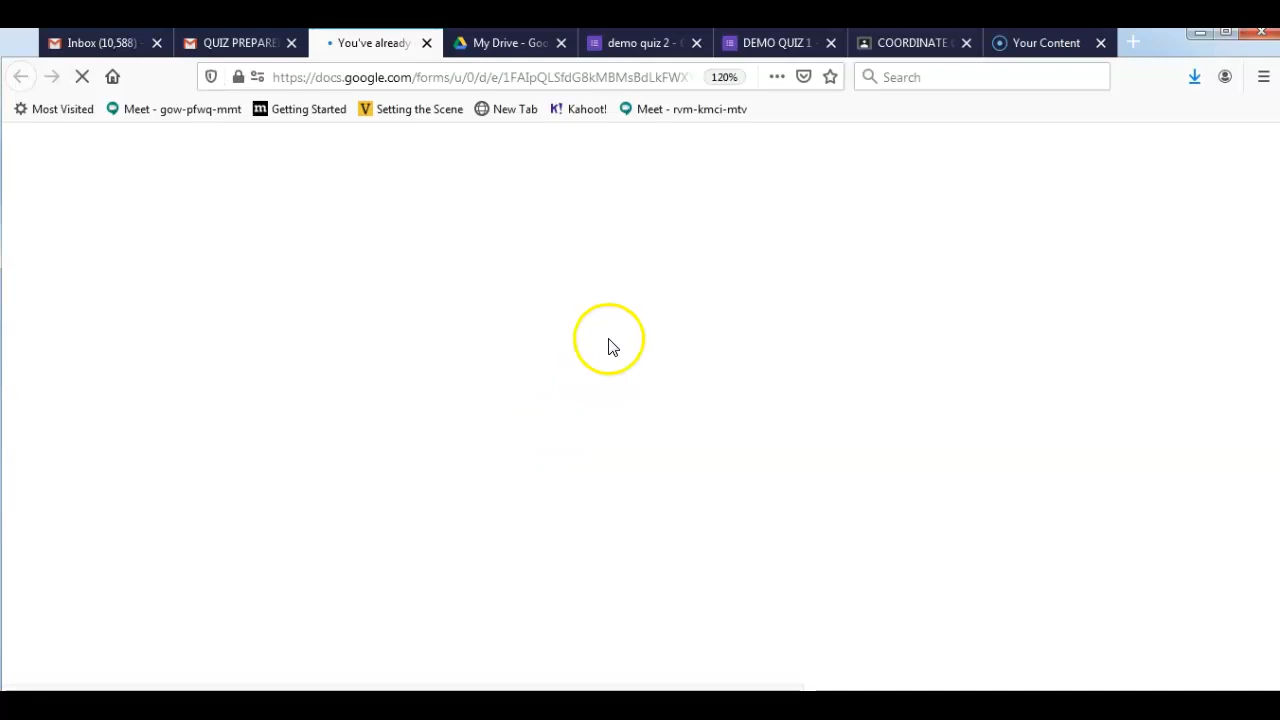 Inbox (10,588) QUIZ PREPARE You've already My Drive - Goo demo quiz 2 - G DEMO QUIZ 1 - COORDINATE Your Content
https://docs.google.com/forms/u/0/d/e/1FAIpQLSfdG8kMBMsBdLkFWX 120% Search
Most Visited Meet - gow-pfwq-mmt Getting Started Setting the Scene New Tab Kahoot! Meet - rvm-kmci-mtv